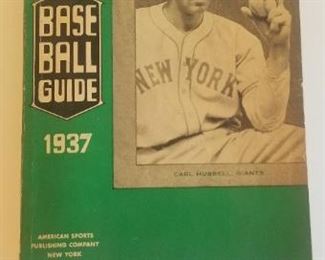 BASE
BALL
GUIDE
1937
NEW YORK
CARL HUBBELL, GIANTS
AMERICAN SPORTS
PUBLISHING COMPANY
NEW YORK